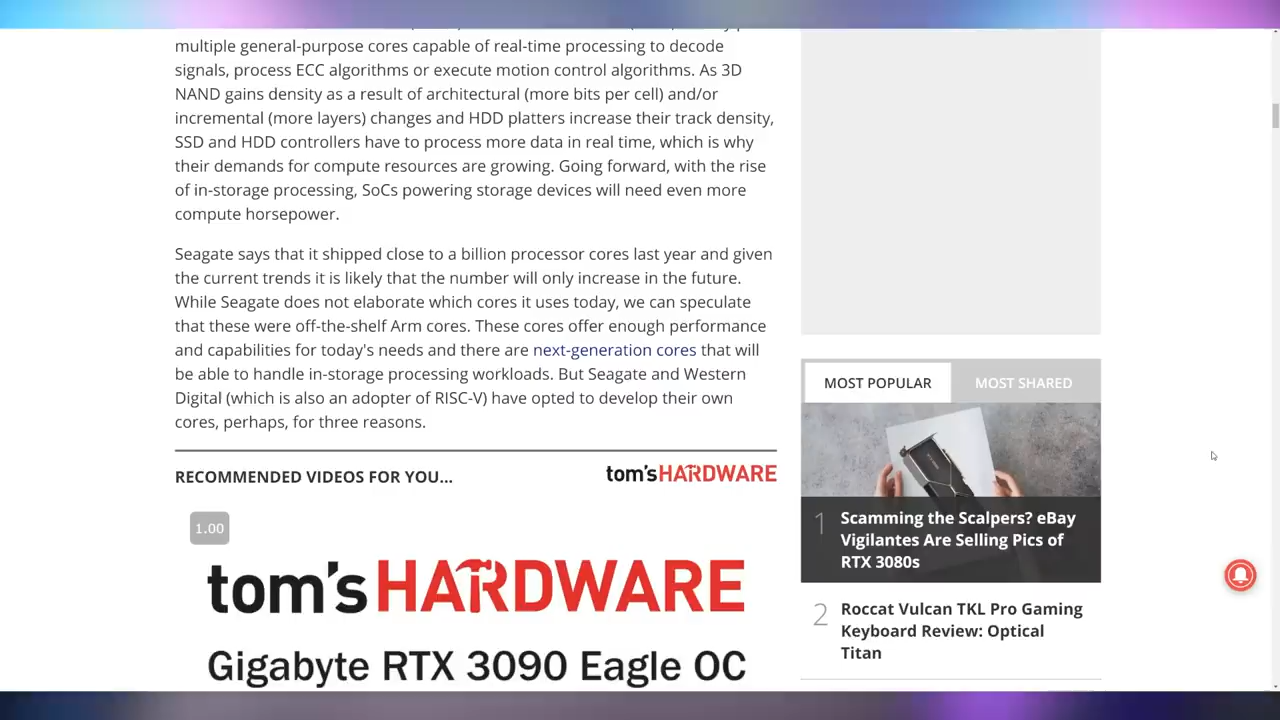 multiple general-purpose cores capable of real-time processing to decode
signals, process ECC algorithms or execute motion control algorithms. As 3D
NAND gains density as a result of architectural (more bits per cell) and/or
incremental (more layers) changes and HDD platters increase their track density,
SSD and HDD controllers have to process more data in real time, which is why
their demands for compute resources are growing. Going forward, with the rise
of in-storage processing, SoCs powering storage devices will need even more
compute horsepower.
Seagate says that it shipped close to a billion processor cores last year and given
the current trends it is likely that the number will only increase in the future.
While Seagate does not elaborate which cores it uses today, we can speculate
that these were off-the-shelf Arm cores. These cores offer enough performance
and capabilities for today's needs and there are next-generation cores that will
be able to handle in-storage processing workloads. But Seagate and Western
Digital (which is also an adopter of RISC-V) have opted to develop their own
cores, perhaps, for three reasons.
RECOMMENDED VIDEOS FOR YOU...
tom'sHARDWARE
1.00
tom'sHARDWARE
Gigabyte RTX 3090 Eagle OC
MOST POPULAR
MOST SHARED
1
Scamming the Scalpers? eBay
Vigilantes Are Selling Pics of
RTX 3080s
2
Roccat Vulcan TKL Pro Gaming
Keyboard Review: Optical
Titan